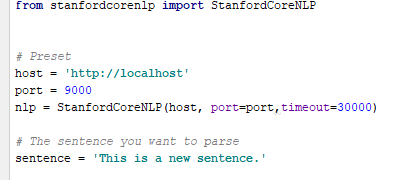 from stanfordcorenlp import StanfordCoreNLP
# Preset
host = 'http://localhost'
port = 9000
nlp = StanfordCoreNLP(host, port=port,timeout=30000)
# The sentence you want to parse
sentence = 'This is a new sentence.'